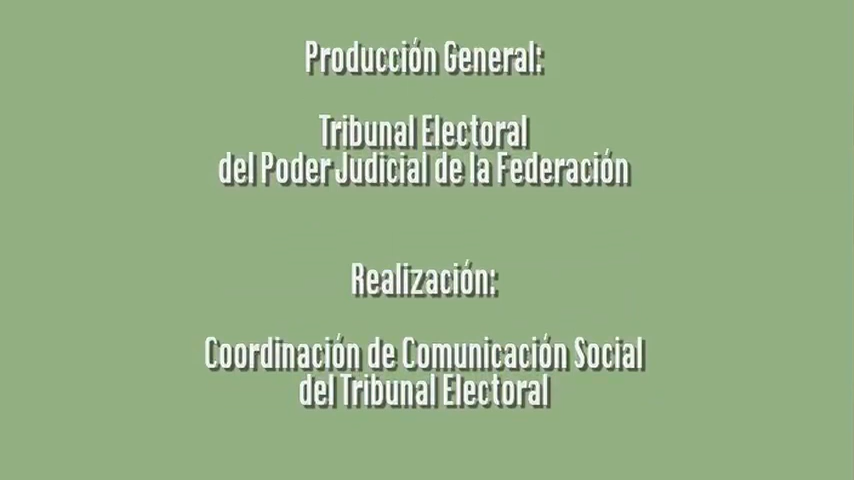 Producción General:
Tribunal Electoral
del Poder Judicial de la Federación
Realización:
Coordinación de Comunicación Social
del Tribunal Electoral